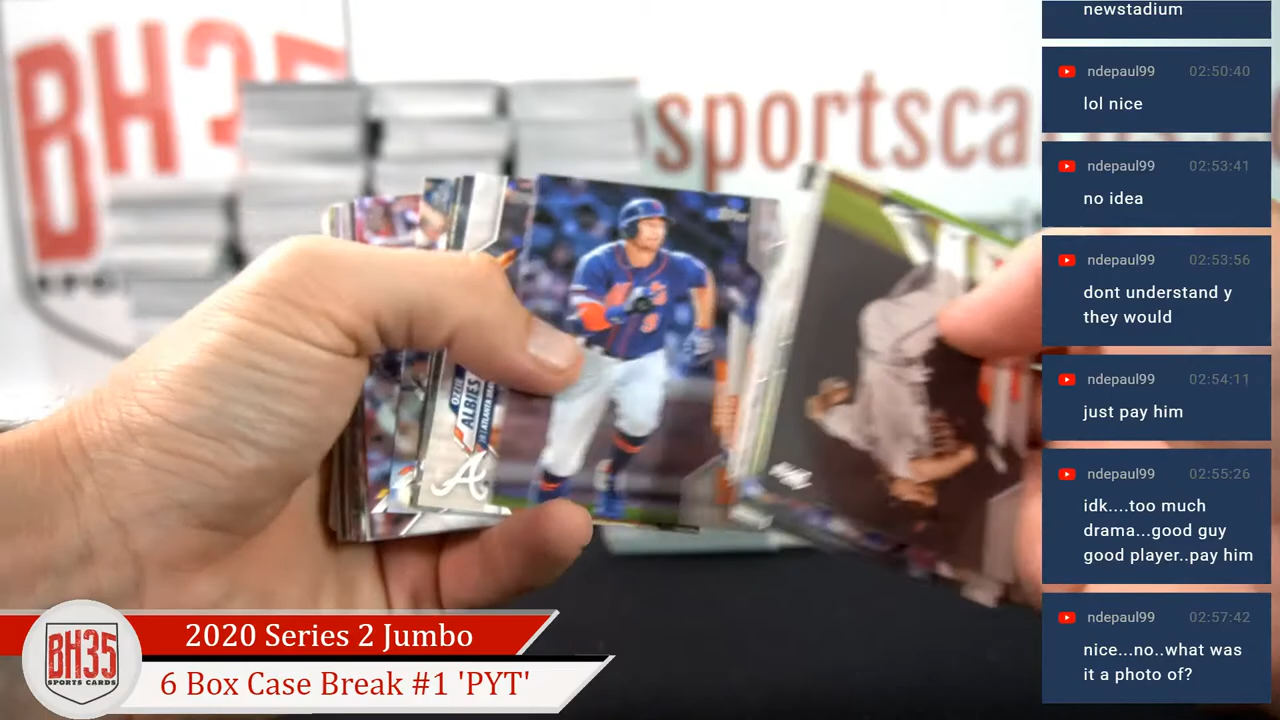 BH35
sportsca
newstadium
ndepaul99 02:50:40
lol nice
ndepaul99 02:53:41
no idea
ndepaul99 02:53:56
dont understand y
they would
ndepaul99 02:54:11
just pay him
ndepaul99 02:55:26
idk....too much
drama...good guy
good player..pay him
ndepaul99 02:57:42
nice...no..what was
it a photo of?
OZZIE
ALBIES
ATLANTA
A
BH35
SPORTS CARDS
2020 Series 2 Jumbo
6 Box Case Break #1 'PYT'